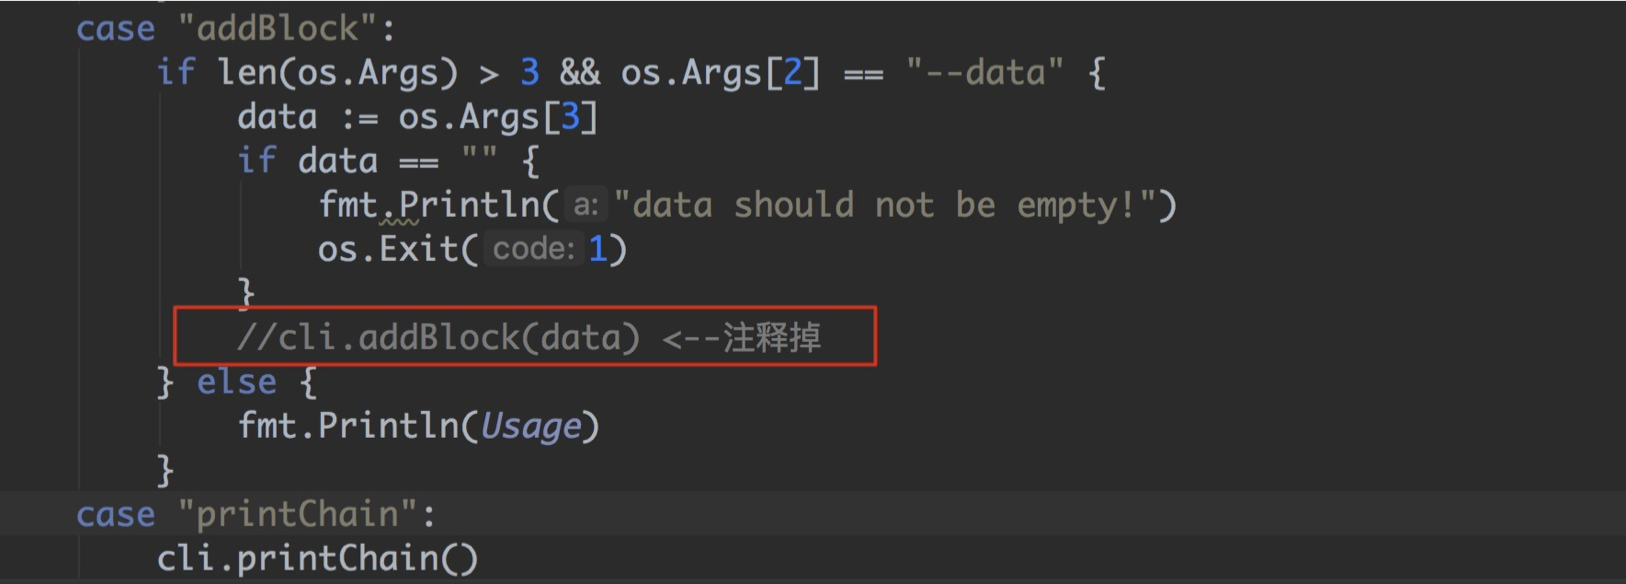 case "addBlock":
if len(os.Args) > 3 && os.Args[2] == "--data" {
data := os.Args[3]
if data == "" {
fmt.Println( a: "data should not be empty!")
os.Exit( code: 1)
}
//cli.addBlock(data) <--注释掉
} else {
fmt.Println(Usage)
}
case "printChain":
cli.printChain()